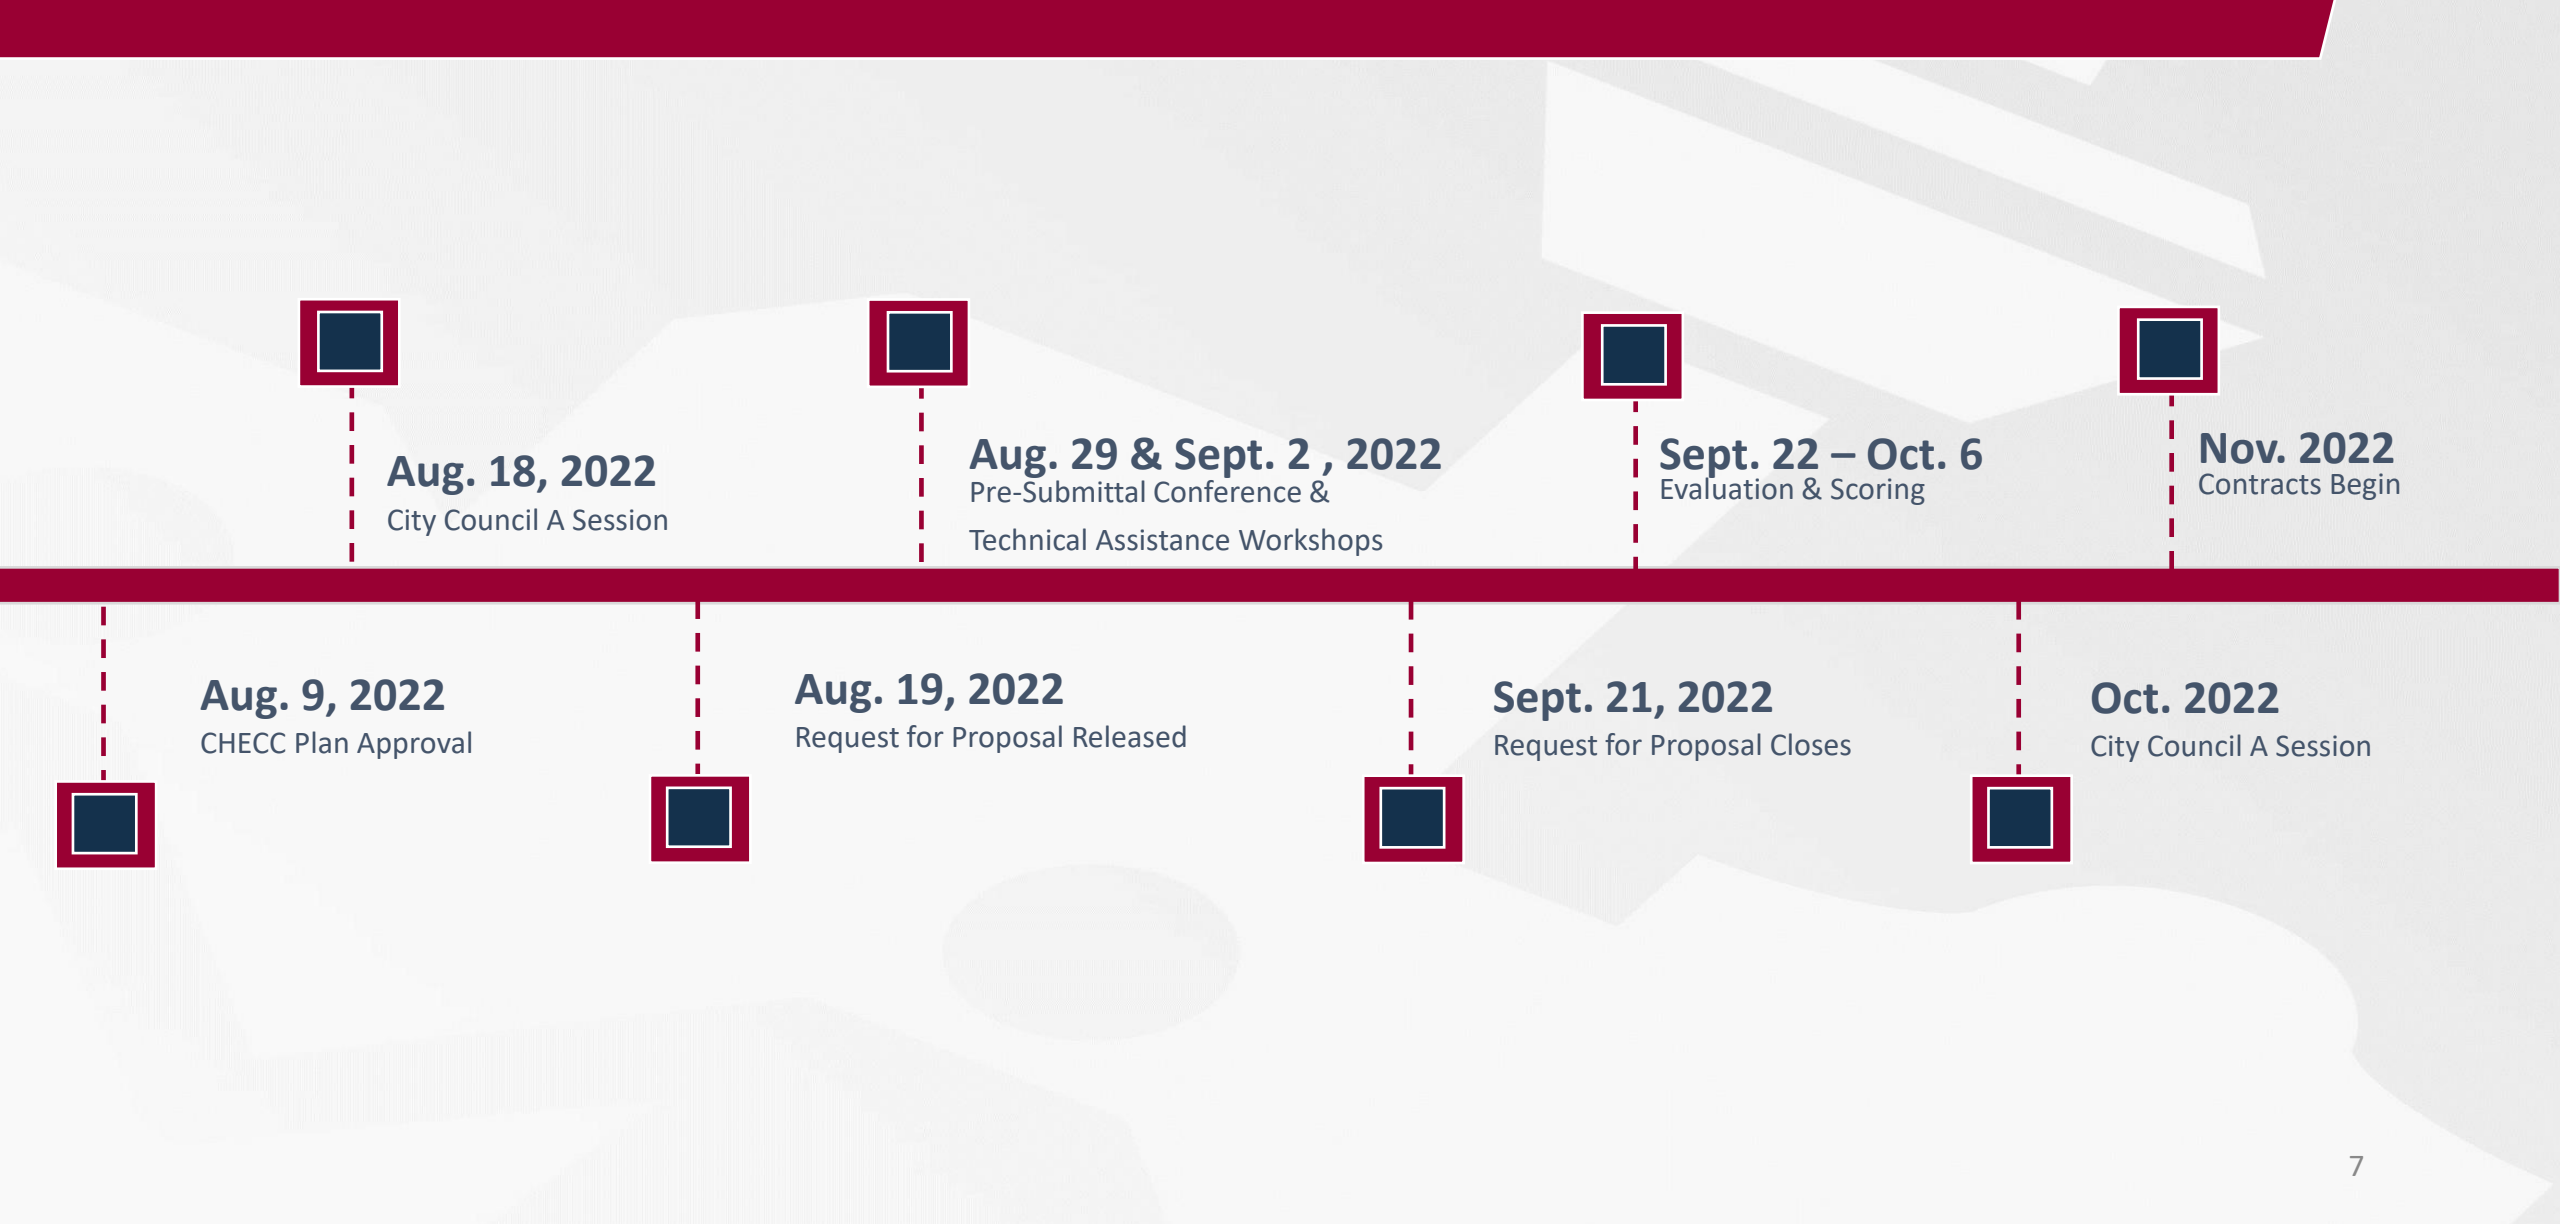 Aug. 18, 2022
City Council A Session
Aug. 29 & Sept. 2 , 2022
Pre-Submittal Conference &
Technical Assistance Workshops
Sept. 22 – Oct. 6
Evaluation & Scoring
Nov. 2022
Contracts Begin
Aug. 9, 2022
CHECC Plan Approval
Aug. 19, 2022
Request for Proposal Released
Sept. 21, 2022
Request for Proposal Closes
Oct. 2022
City Council A Session
7